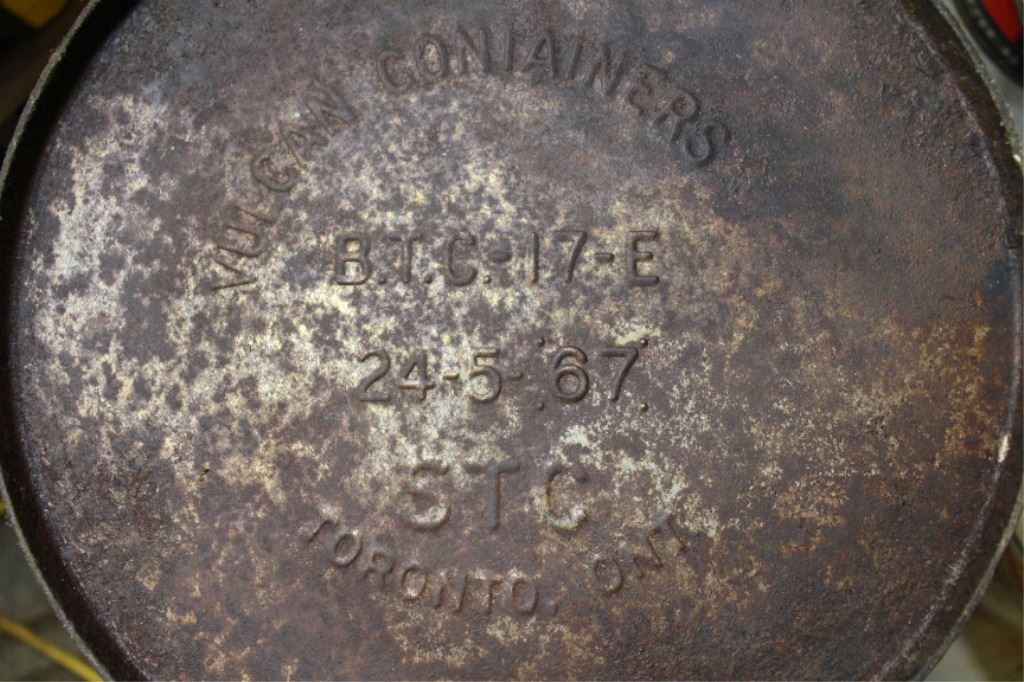 VULCAN CONTAINERS
B.T.C.-17-E
24-5-.67.
STC
TORONTO. ONT